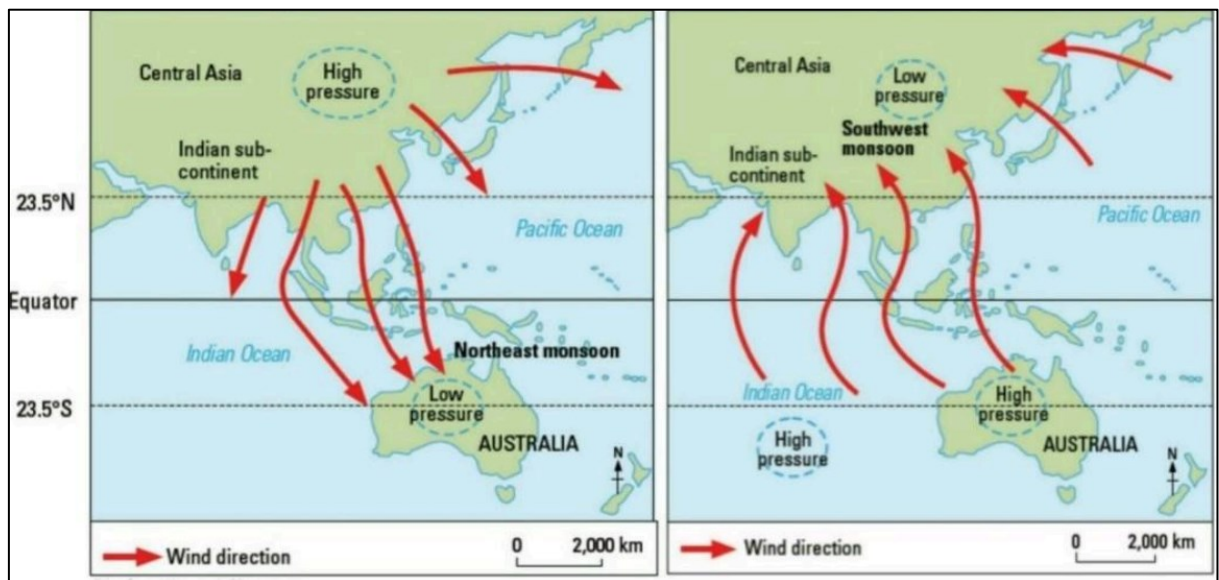 Central Asia
High
pressure
Indian sub-
continent
23.5°N
Pacific Ocean
Equator
Indian Ocean
Northeast monsoon
23.5°S
Low
pressure
AUSTRALIA
N
Wind direction
0 2,000 km
Central Asia
Low
pressure
Southwest
monsoon
Indian sub-
continent
Pacific Ocean
Indian Ocean
High
pressure
High
pressure
AUSTRALIA
N
Wind direction
0 2,000 km